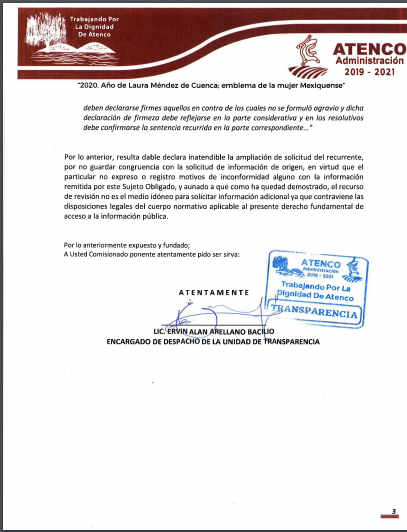 Trabajando Por
La Dignidad
De Atenco
ATENCO
Administración
2019 - 2021
"2020. Año de Laura Méndez de Cuenca; emblema de la mujer Mexiquense"
deben declararse firmes aquellos en contra de los cuales no se formuló agravio y dicha
declaración de firmeza debe reflejarse en la parte considerativa y en los resolutivos
debe confirmarse la sentencia recurrida en la parte correspondiente..."
Por lo anterior, resulta dable declara inatendible la ampliación de solicitud del recurrente,
por no guardar congruencia con la solicitud de información de origen, en virtud que el
particular no expreso o registro motivos de inconformidad alguno con la información
remitida por este Sujeto Obligado, y aunado a que como ha quedad demostrado, el recurso
de revisión no es el medio idóneo para solicitar información adicional ya que contraviene las
disposiciones legales del cuerpo normativo aplicable al presente derecho fundamental de
acceso a la información pública.
Por lo anteriormente expuesto y fundado;
A Usted Comisionado ponente atentamente pido ser sirva:
ATENTAMENTE
LIC. ERVIN ALAN ARELLANO BACILIO
ENCARGADO DE DESPACHO DE LA UNIDAD DE TRANSPARENCIA
ATENCO
Administración
2019 - 2021
Trabajando Por La
Dignidad De Atenco
TRANSPARENCIA
3